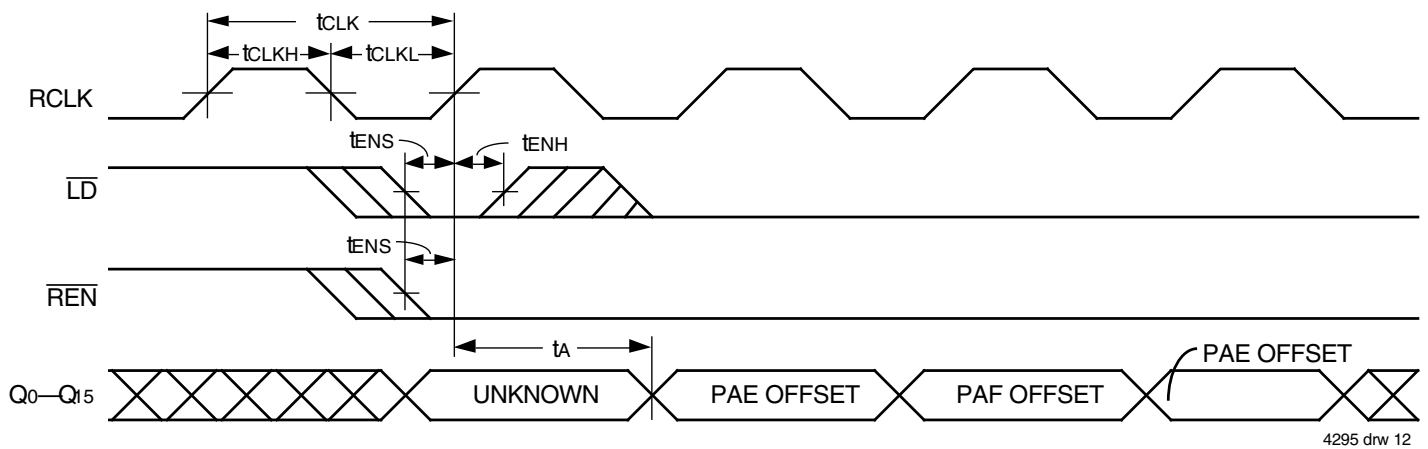 tCLK
tCLKH tCLKL
RCLK
tENS tENH
LD
tENS
REN
tA
PAE OFFSET
Q0—Q15 UNKNOWN PAE OFFSET PAF OFFSET
4295 drw 12